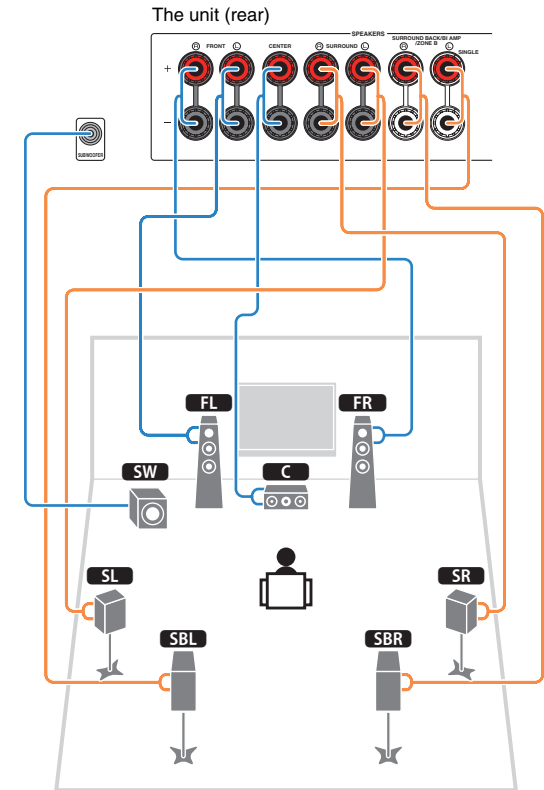 The unit (rear)
SPEAKERS
SURROUND BACK/BI AMP
/ZONE B
R FRONT L
CENTER
R SURROUND L
R
L
SINGLE
+
–
SUBWOOFER
FL
FR
SW
C
SL
SR
SBL
SBR